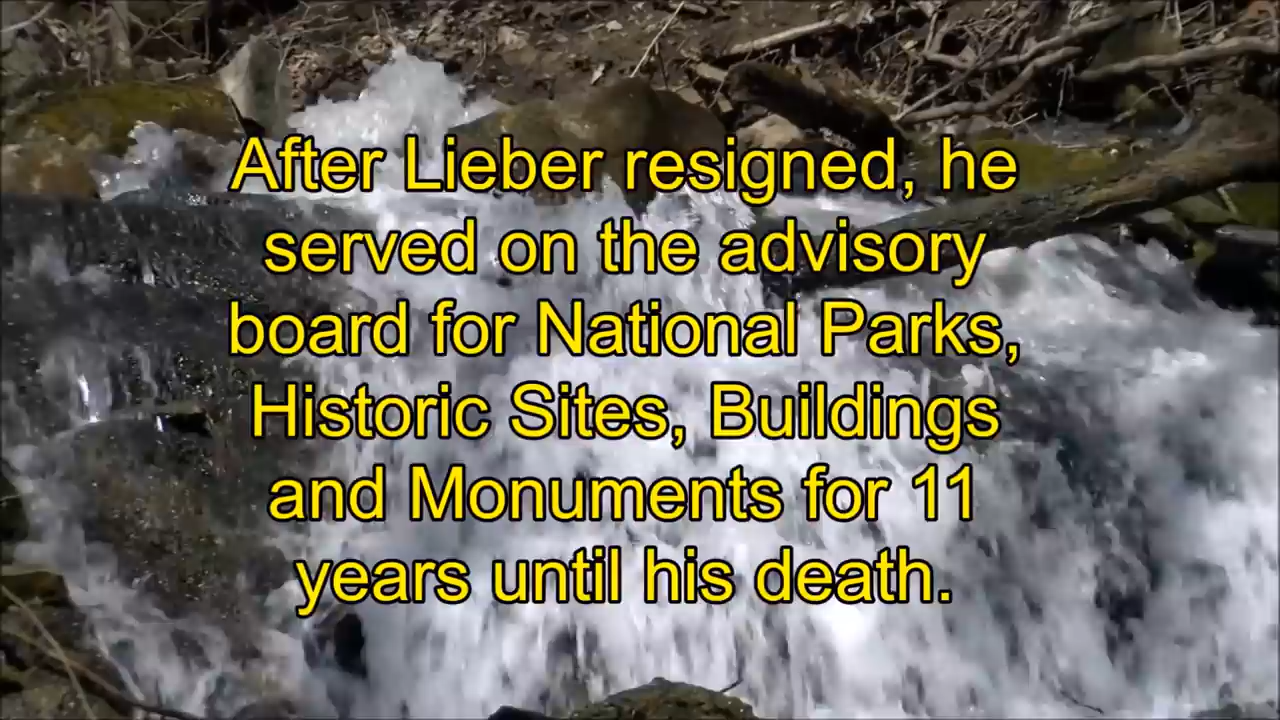 After Lieber resigned, he
served on the advisory
board for National Parks,
Historic Sites, Buildings
and Monuments for 11
years until his death.